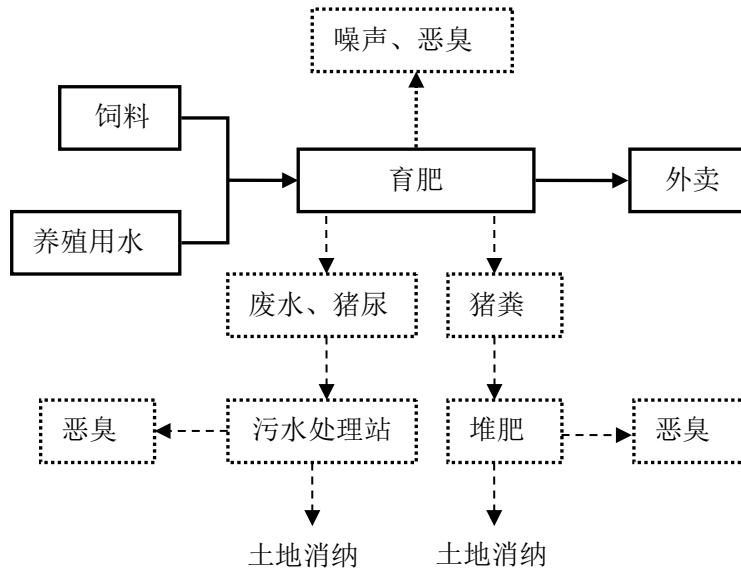 噪声、恶臭
饲料
育肥
外卖
养殖用水
废水、猪尿
猪粪
恶臭
污水处理站
堆肥
恶臭
土地消纳
土地消纳